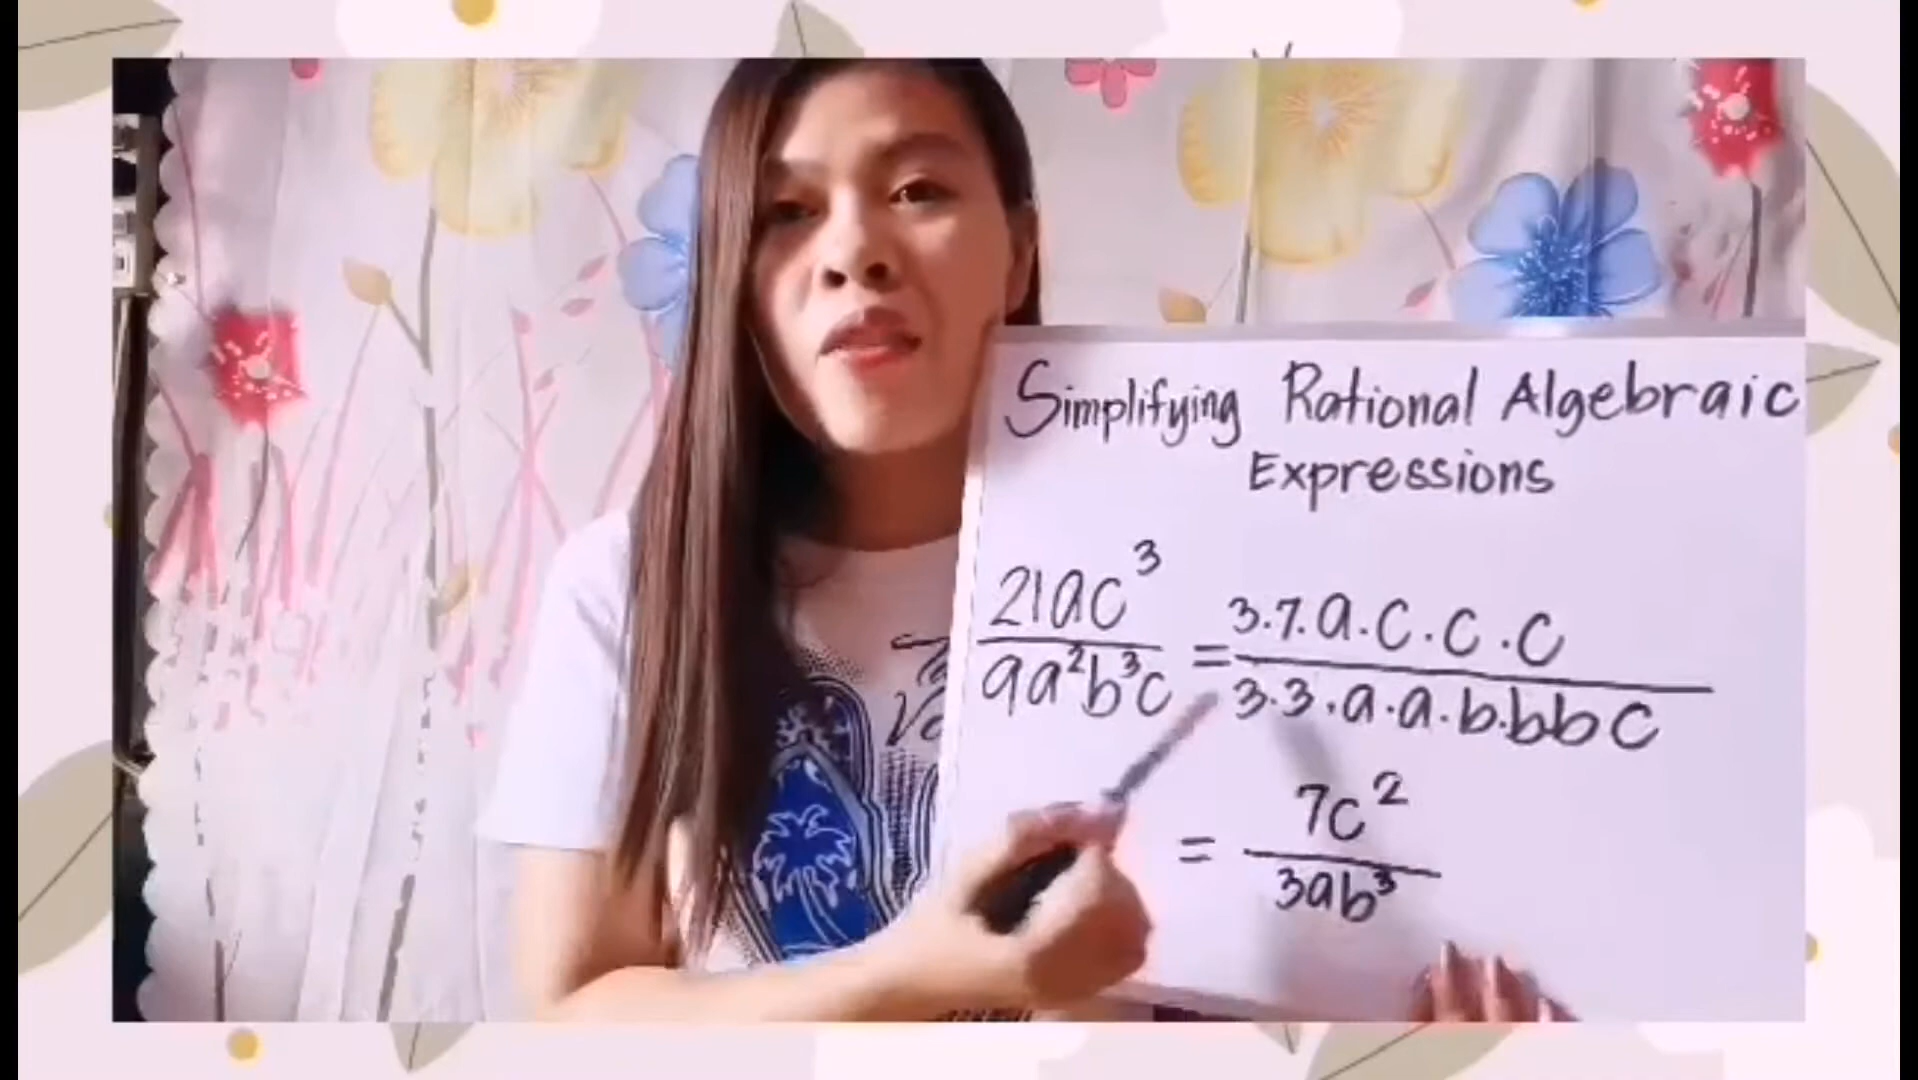 Simplifying Rational Algebraic
Expressions
21ac³ / 9a²b³c = 3.7.a.c.c.c / 3.3.a.a.b.bbc
= 7c² / 3ab³